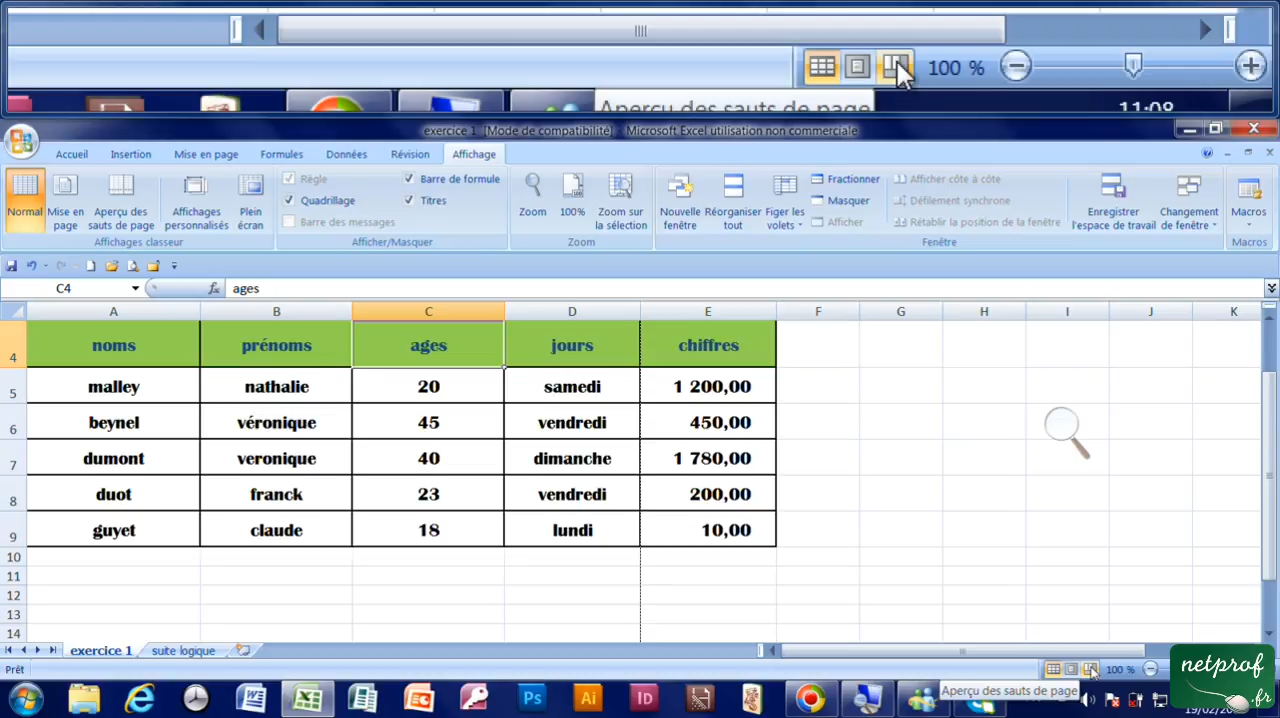 100 %
Aperçu des sauts de page
11:08
exercice 1 [Mode de compatibilité] - Microsoft Excel utilisation non commerciale
Accueil Insertion Mise en page Formules Données Révision Affichage
Normal Mise en page Aperçu des sauts de page Affichages personnalisés Plein écran
Affichages classeur
Règle Barre de formule
Quadrillage Titres
Barre des messages
Afficher/Masquer
Zoom 100% Zoom sur la sélection
Zoom
Nouvelle fenêtre Réorganiser tout Figer les volets
Fractionner Afficher côte à côte
Masquer Défilement synchrone
Afficher Rétablir la position de la fenêtre
Enregistrer l'espace de travail Changement de fenêtre
Fenêtre
Macros
Macros
C4 fx ages
A B C D E F G H I J K
4 noms prénoms ages jours chiffres
5 malley nathalie 20 samedi 1 200,00
6 beynel véronique 45 vendredi 450,00
7 dumont veronique 40 dimanche 1 780,00
8 duot franck 23 vendredi 200,00
9 guyet claude 18 lundi 10,00
10
11
12
13
14
exercice 1 suite logique
Prêt 100 %
Aperçu des sauts de page
Ps Ai ID
netprof.fr